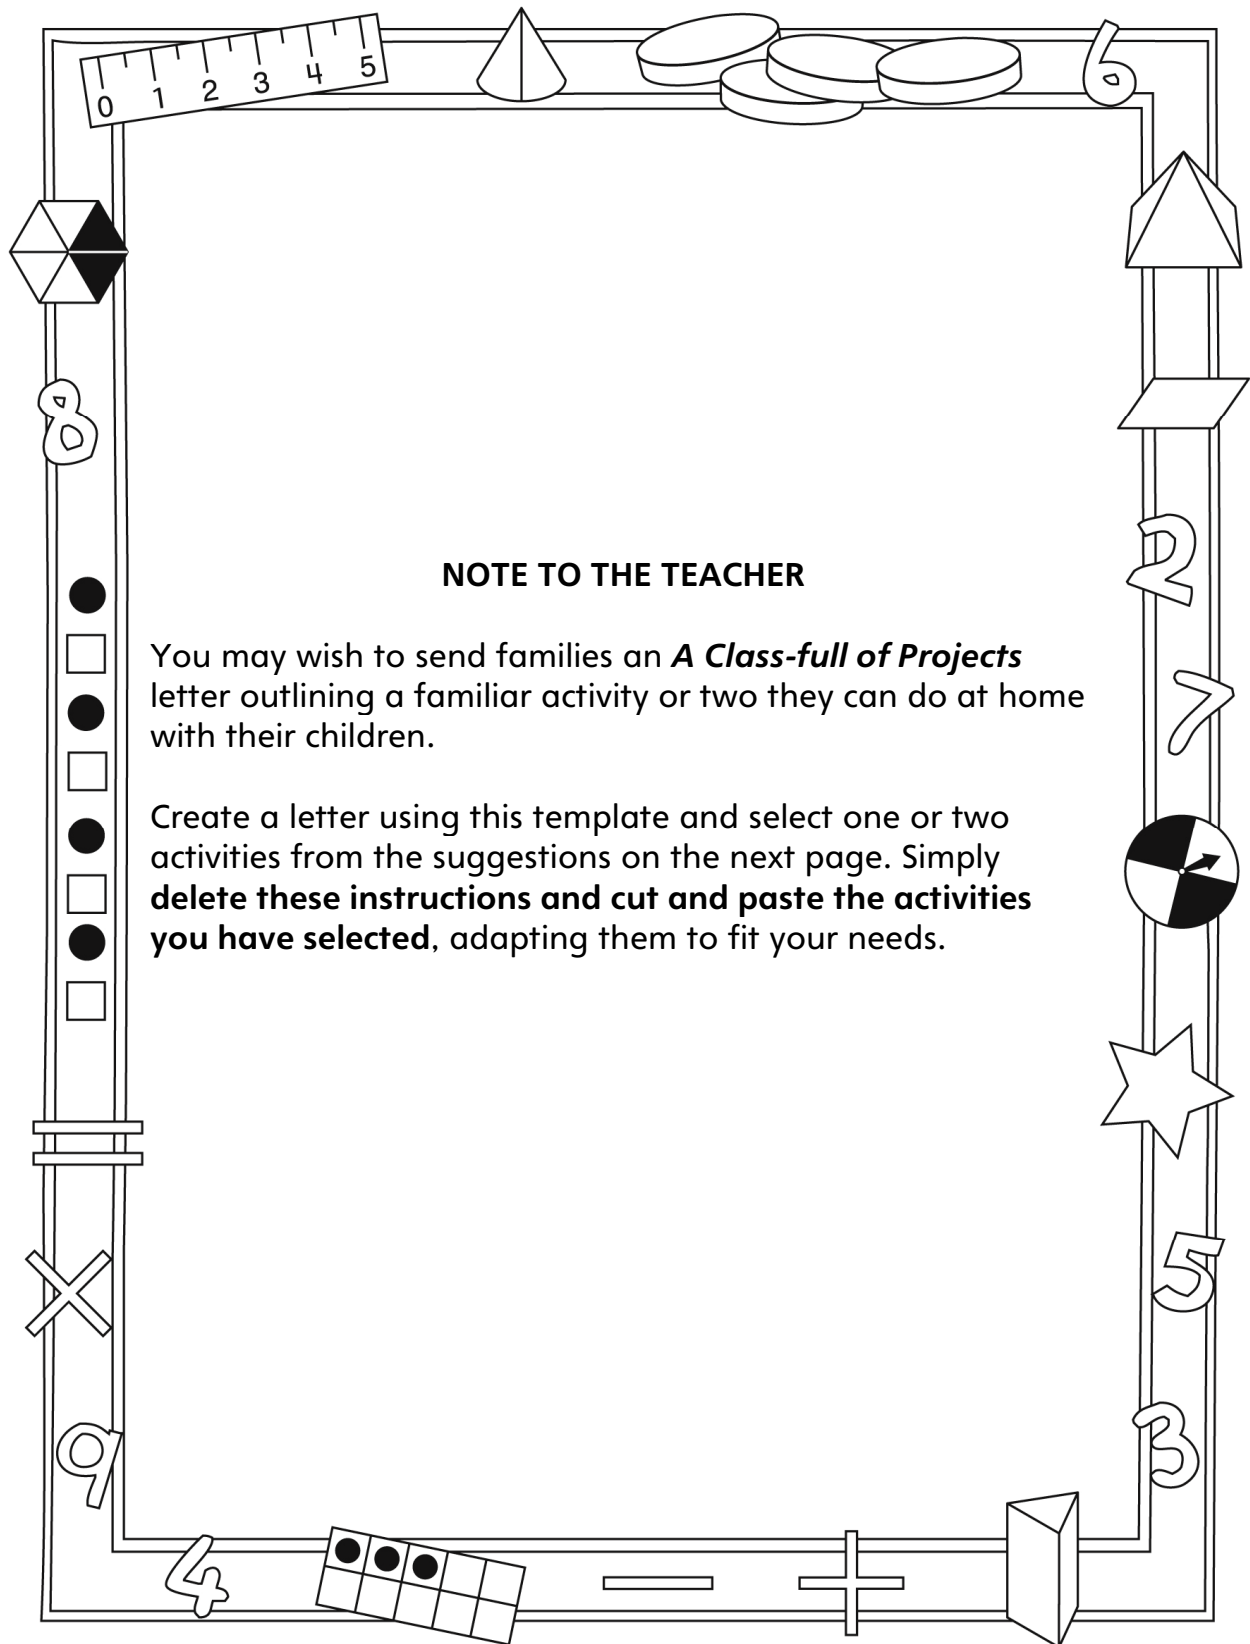 0 1 2 3 4 5
6
8
2
NOTE TO THE TEACHER
You may wish to send families an A Class-full of Projects
letter outlining a familiar activity or two they can do at home
with their children.
7
Create a letter using this template and select one or two
activities from the suggestions on the next page. Simply
delete these instructions and cut and paste the activities
you have selected, adapting them to fit your needs.
=
5
×
3
9
4
−
+